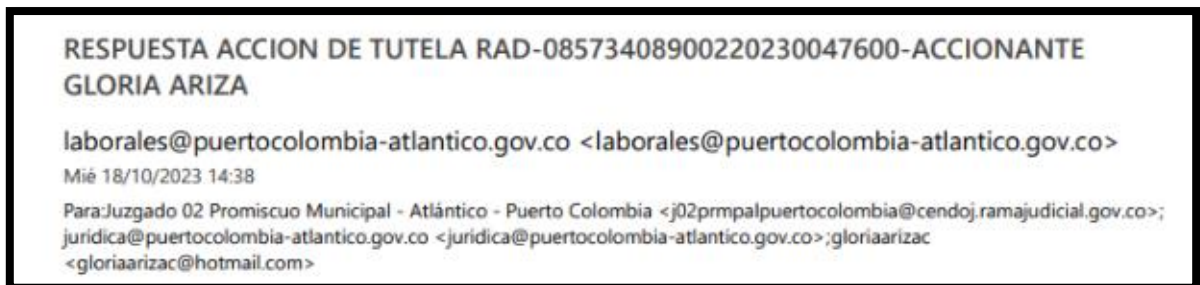 RESPUESTA ACCION DE TUTELA RAD-08573408900220230047600-ACCIONANTE
GLORIA ARIZA
laborales@puertocolombia-atlantico.gov.co <laborales@puertocolombia-atlantico.gov.co>
Mié 18/10/2023 14:38
Para:Juzgado 02 Promiscuo Municipal - Atlántico - Puerto Colombia <j02prmpalpuertocolombia@cendoj.ramajudicial.gov.co>;
juridica@puertocolombia-atlantico.gov.co <juridica@puertocolombia-atlantico.gov.co>;gloriaarizac
<gloriaarizac@hotmail.com>